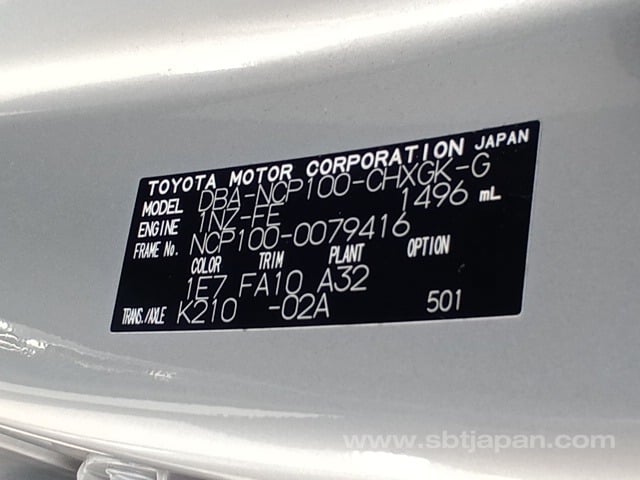 TOYOTA MOTOR CORPORATION JAPAN
MODEL DBA-NCP100-CHXGK-G
ENGINE 1NZ-FE 1496 mL
FRAME No. NCP100-0079416
COLOR TRIM PLANT OPTION
1E7 FA10 A32
TRANS./AXLE K210 -02A 501
www.sbtjapan.com